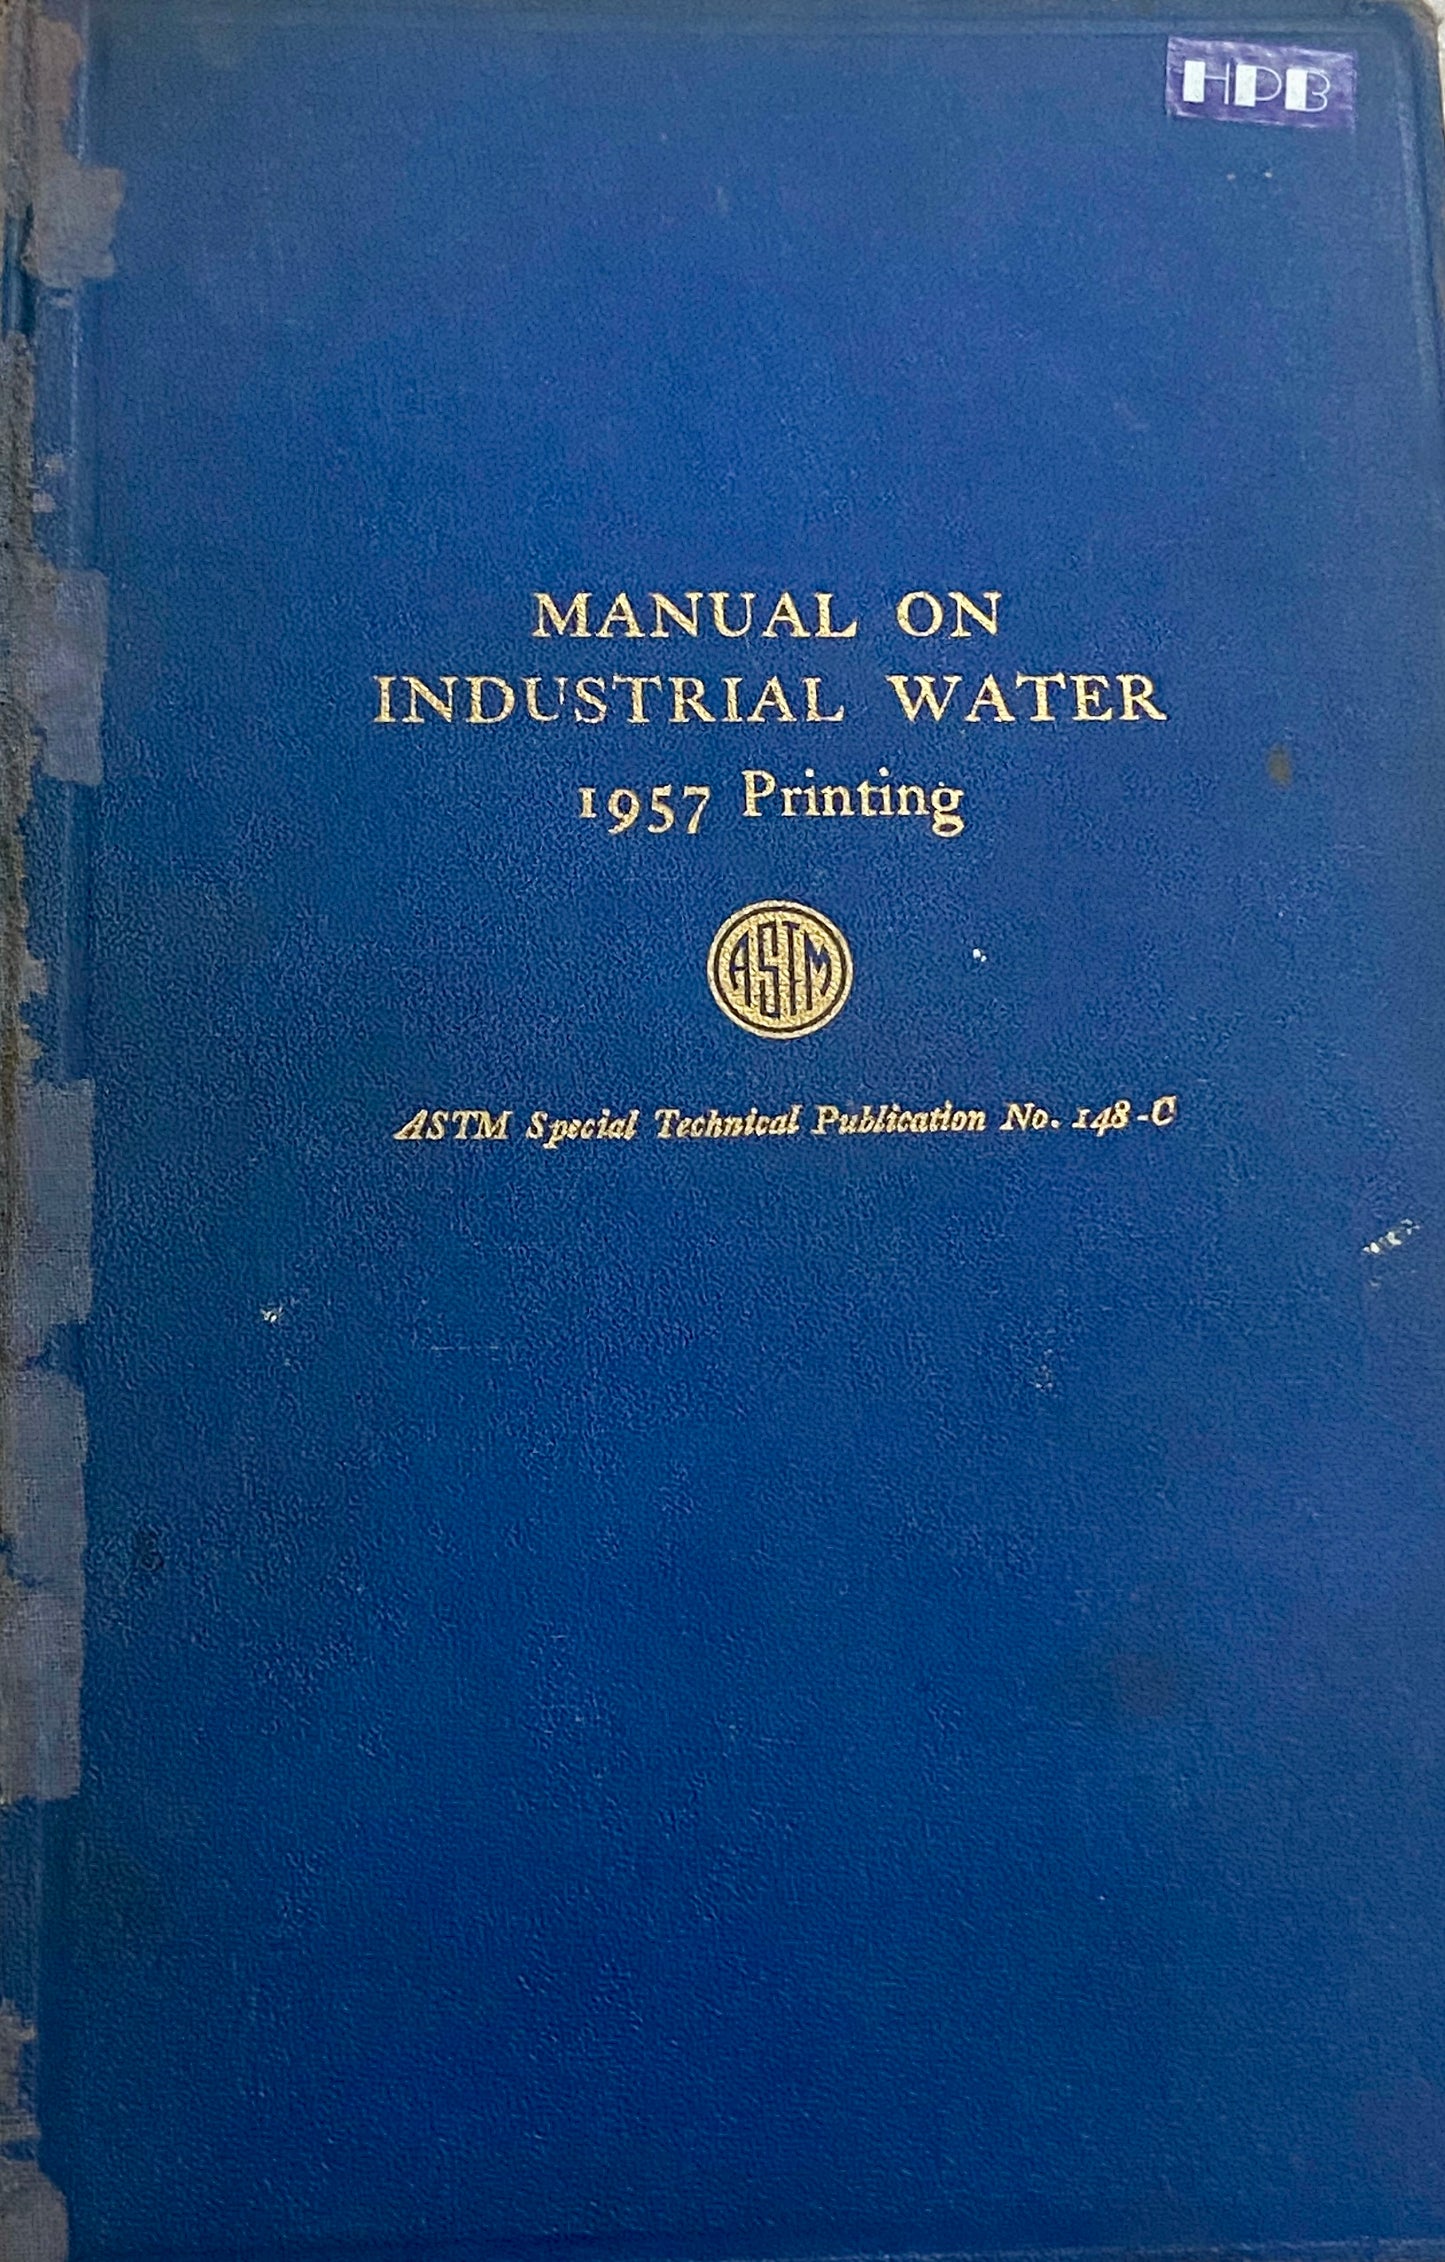 HPB
MANUAL ON
INDUSTRIAL WATER
1957 Printing
ASTM
ASTM Special Technical Publication No. 148-C